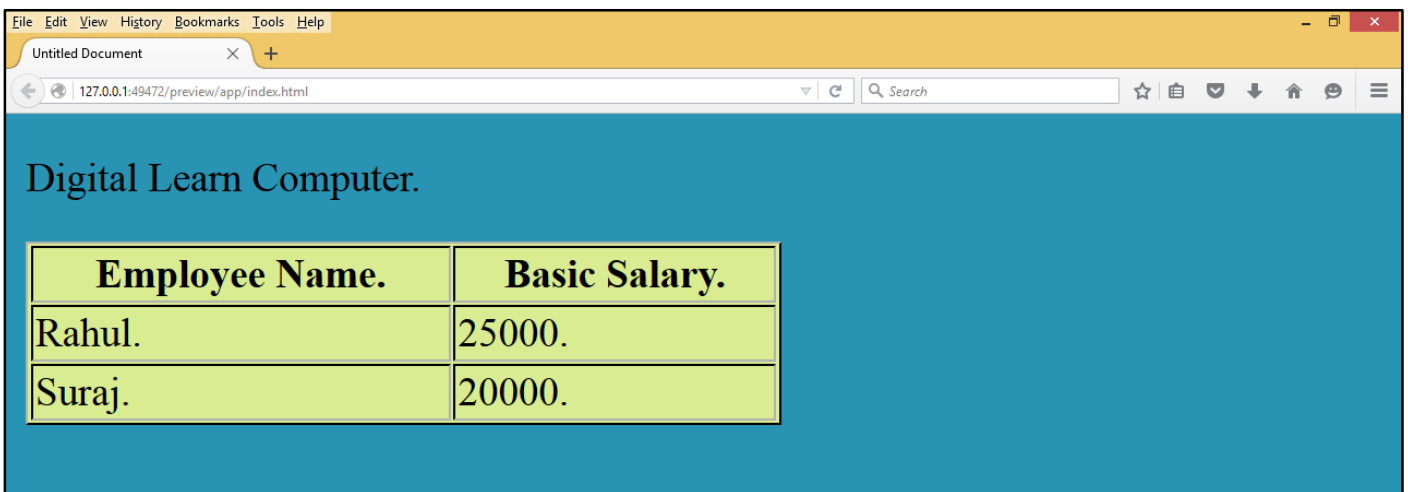 File Edit View History Bookmarks Tools Help
Untitled Document
127.0.0.1:49472/preview/app/index.html Search
Digital Learn Computer.
Employee Name. Basic Salary.
Rahul. 25000.
Suraj. 20000.